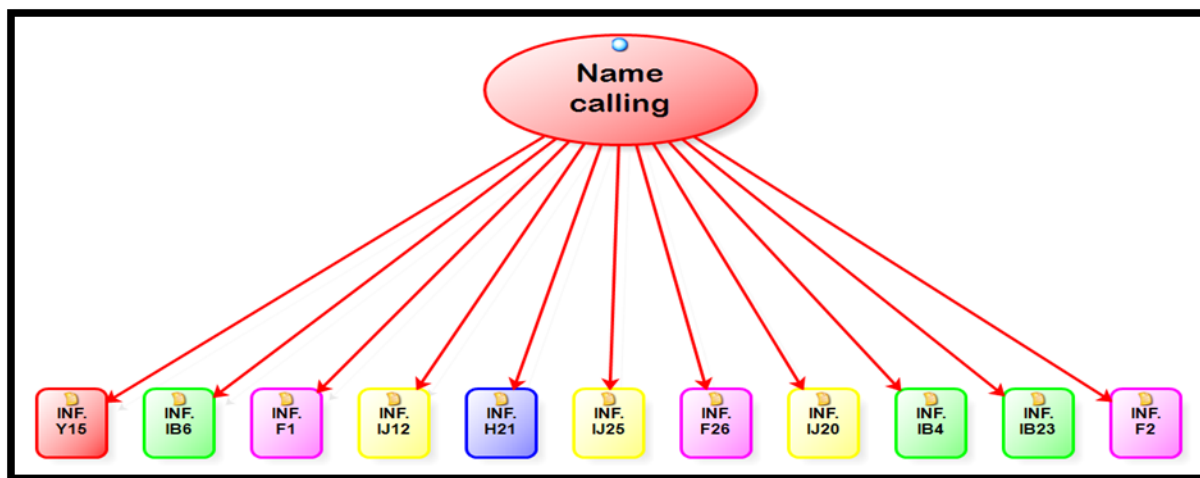 Name
calling
INF.
Y15
INF.
IB6
INF.
F1
INF.
IJ12
INF.
H21
INF.
IJ25
INF.
F26
INF.
IJ20
INF.
IB4
INF.
IB23
INF.
F2